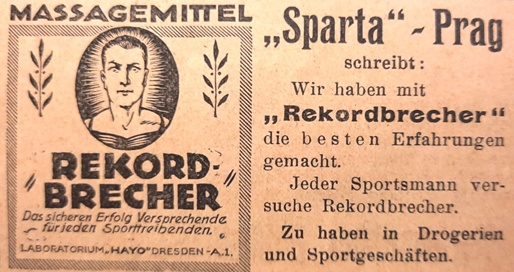 MASSAGEMITTEL
„REKORD-
BRECHER"
Das sicheren Erfolg Versprechende
für jeden Sporttreibenden.
LABORATORIUM „HAYO" DRESDEN-A.1.
„Sparta“ - Prag
schreibt:
Wir haben mit
„Rekordbrecher“
die besten Erfahrungen
gemacht.
Jeder Sportsmann ver-
suche Rekordbrecher.
Zu haben in Drogerien
und Sportgeschäften.